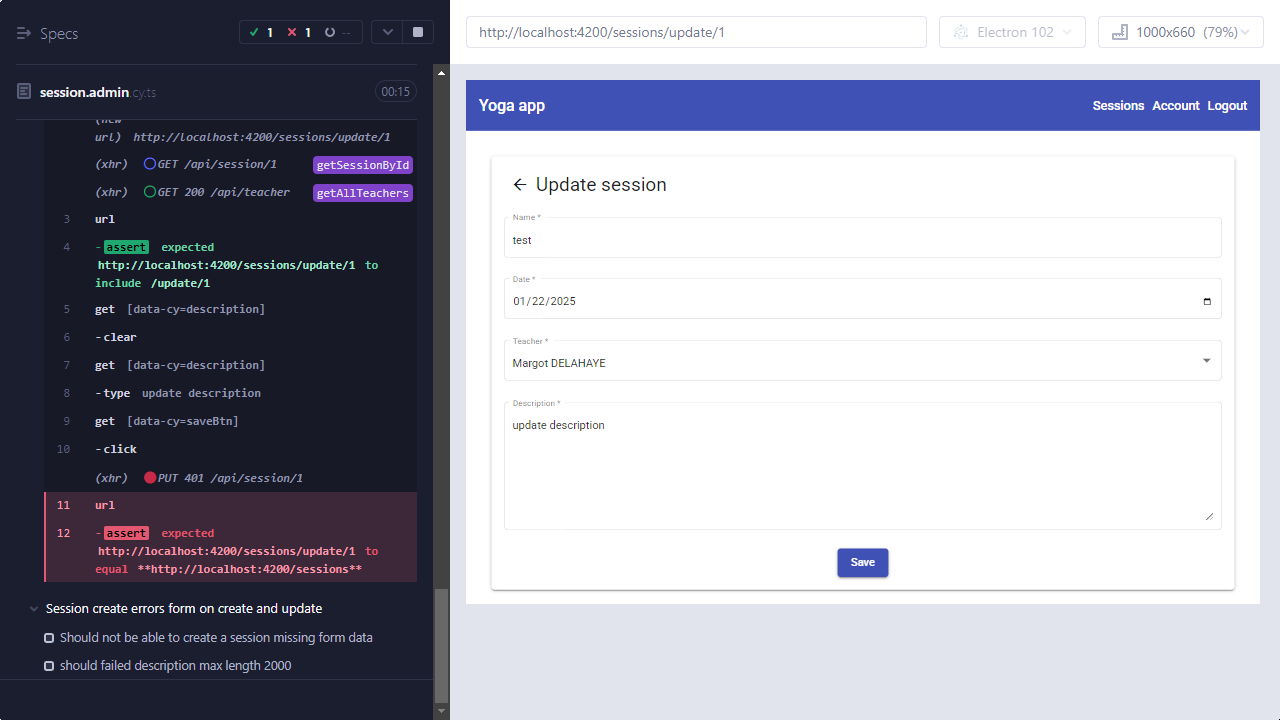 Specs
1
1
--
session.admin.cy.ts
00:15
(new
url) http://localhost:4200/sessions/update/1
(xhr) GET /api/session/1 getSessionById
(xhr) GET 200 /api/teacher getAllTeachers
3 url
4 -assert expected
http://localhost:4200/sessions/update/1 to
include /update/1
5 get [data-cy=description]
6 -clear
7 get [data-cy=description]
8 -type update description
9 get [data-cy=saveBtn]
10 -click
(xhr) PUT 401 /api/session/1
11 url
12 -assert expected
http://localhost:4200/sessions/update/1 to
equal **http://localhost:4200/sessions**
Session create errors form on create and update
Should not be able to create a session missing form data
should failed description max length 2000
http://localhost:4200/sessions/update/1
Electron 102
1000x660 (79%)
Yoga app
Sessions Account Logout
Update session
Name *
test
Date *
01/22/2025
Teacher *
Margot DELAHAYE
Description *
update description
Save